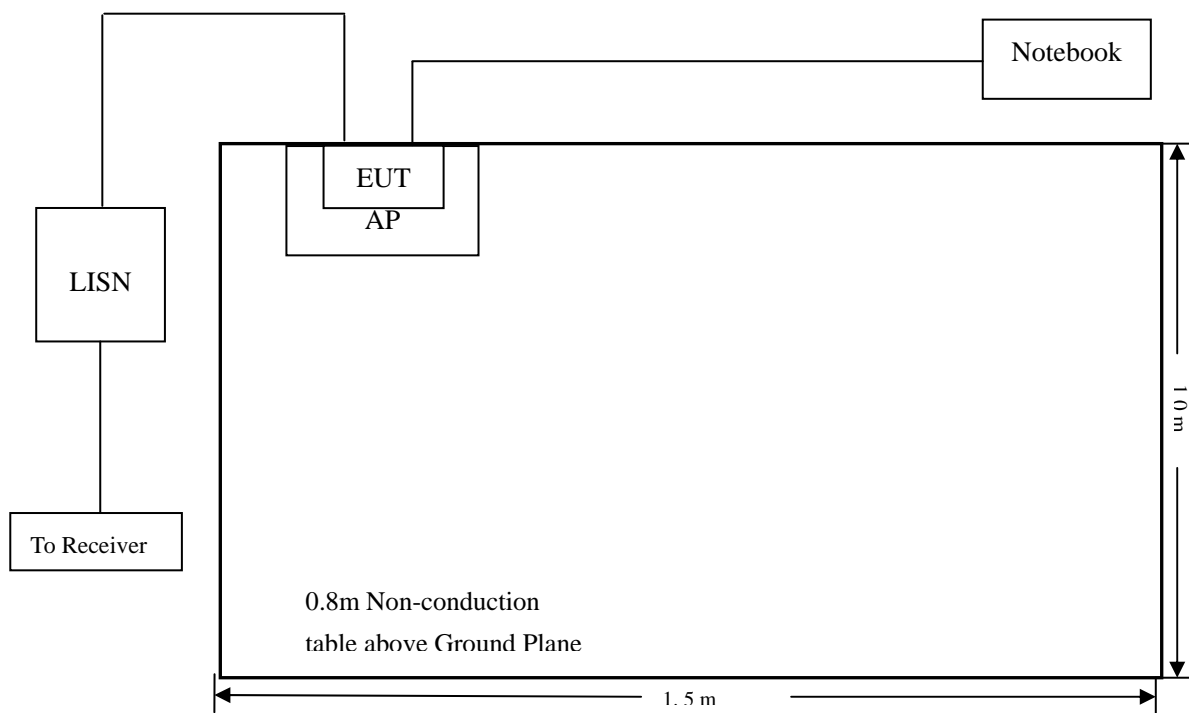 Notebook
EUT
AP
LISN
1.0 m
To Receiver
0.8m Non-conduction
table above Ground Plane
1.5 m